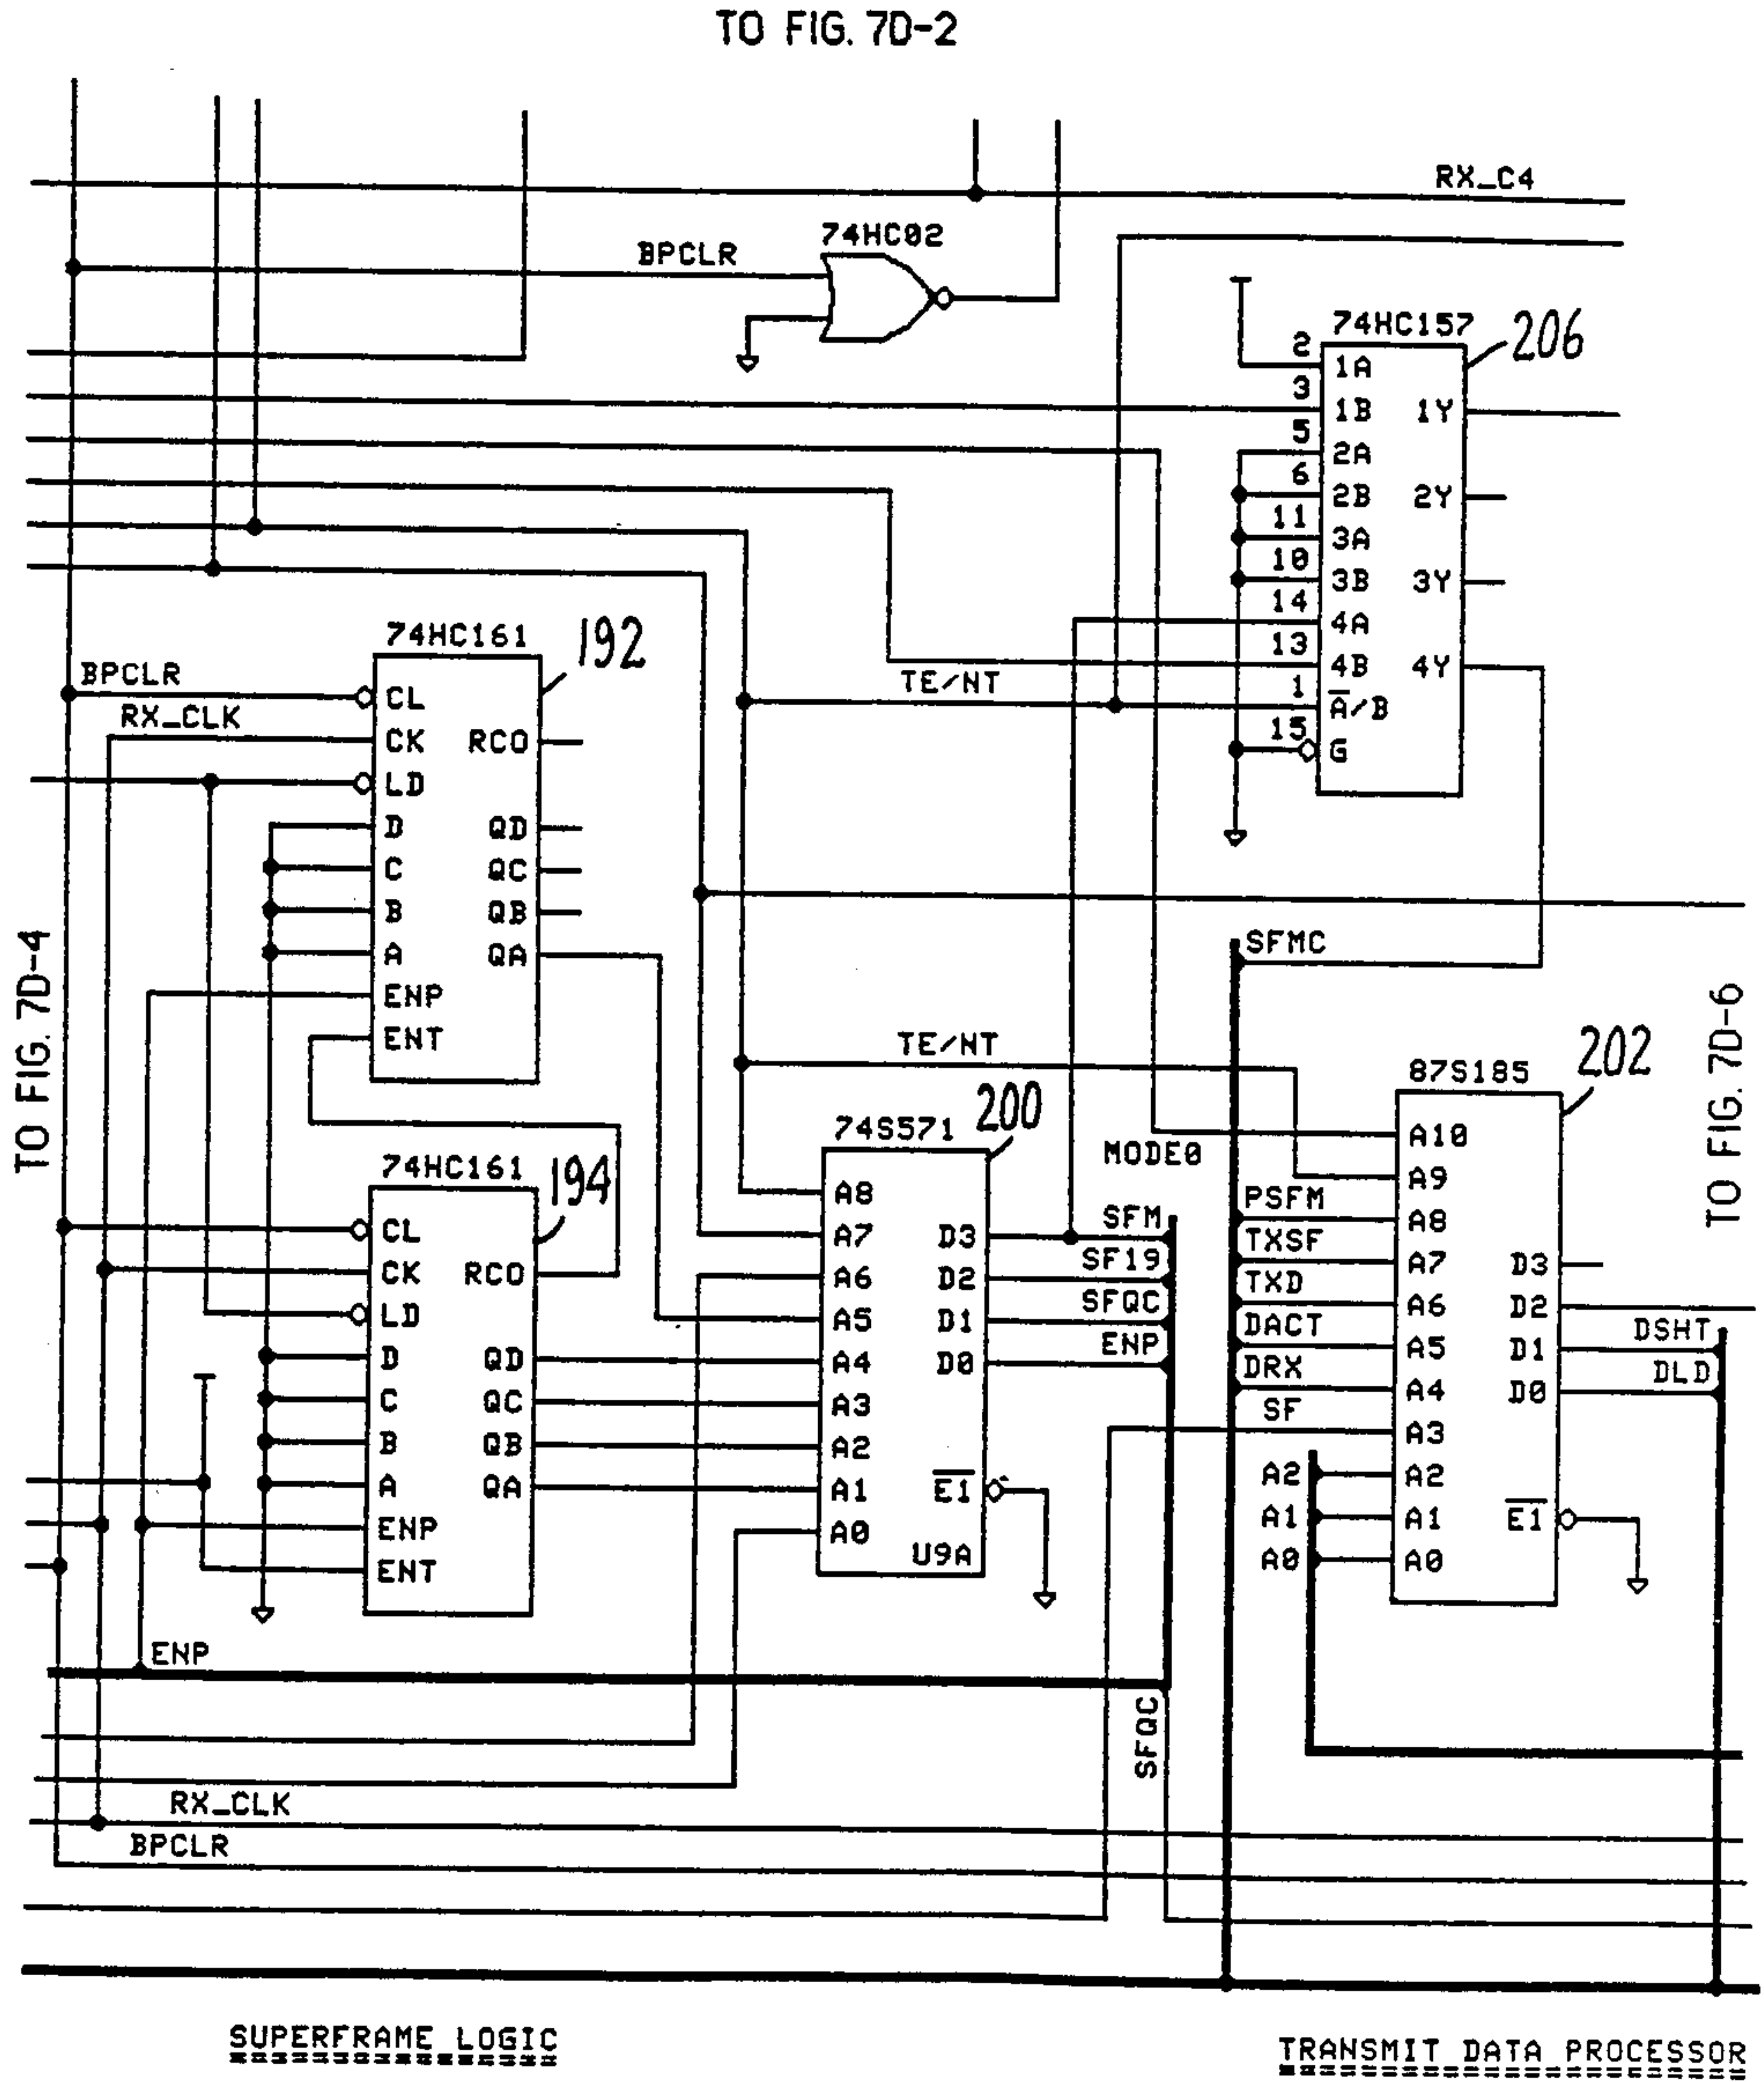 TO FIG. 7D-2
RX_C4
74HC02
BPCLR
74HC157
206
2
1A
3
1B
1Y
5
2A
6
2B
2Y
11
3A
10
3B
3Y
14
4A
13
4B
4Y
TE/NT
1
A̅/B
15
G
74HC161
192
BPCLR
CL
RX_CLK
CK
RCO
LD
D
QD
C
QC
B
QB
A
QA
ENP
ENT
TO FIG. 7D-4
SFMC
TO FIG. 7D-6
TE/NT
87S185
202
74S571
200
MODE0
A10
A9
PSFM
A8
TXSF
A7
D3
TXD
A6
D2
DACT
A5
D1
DSHT
DRX
A4
D0
DLD
SF
A3
A2
A2
A1
A1
E̅1̅
A0
A0
74HC161
194
CL
CK
RCO
LD
D
QD
C
QC
B
QB
A
QA
ENP
ENT
A8
A7
D3
SFM
A6
D2
SF19
A5
D1
SFQC
A4
D0
ENP
A3
A2
A1
E̅1̅
A0
U9A
ENP
SFQC
RX_CLK
BPCLR
SUPERFRAME LOGIC
TRANSMIT DATA PROCESSOR